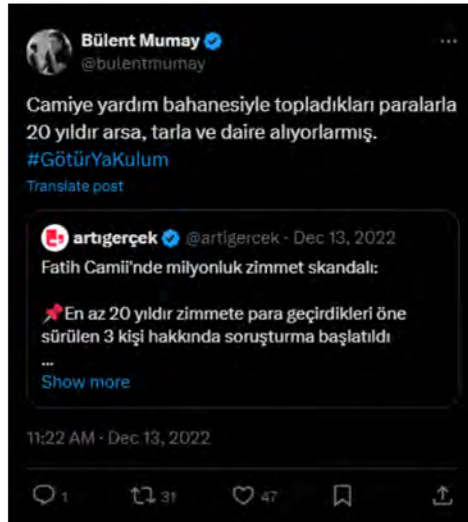 Bülent Mumay
@bulentmumay
Camiye yardım bahanesiyle topladıkları paralarla
20 yıldır arsa, tarla ve daire alıyorlarmış.
#GötürYaKulum
Translate post
artıgerçek @artigercek · Dec 13, 2022
Fatih Camii'nde milyonluk zimmet skandalı:
📌En az 20 yıldır zimmete para geçirdikleri öne
sürülen 3 kişi hakkında soruşturma başlatıldı
...
Show more
11:22 AM · Dec 13, 2022
1 31 47